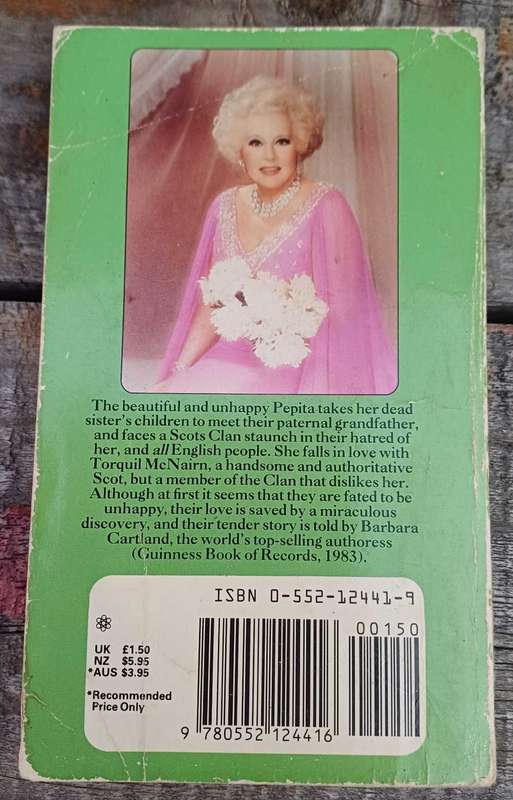 The beautiful and unhappy Pepita takes her dead
sister's children to meet their paternal grandfather,
and faces a Scots Clan staunch in their hatred of
her, and all English people. She falls in love with
Torquil McNairn, a handsome and authoritative
Scot, but a member of the Clan that dislikes her.
Although at first it seems that they are fated to be
unhappy, their love is saved by a miraculous
discovery, and their tender story is told by Barbara
Cartland, the world's top-selling authoress
(Guinness Book of Records, 1983).
ISBN 0-552-12441-9
00150
UK £1.50
NZ $5.95
*AUS $3.95
*Recommended
Price Only
9 780552 124416